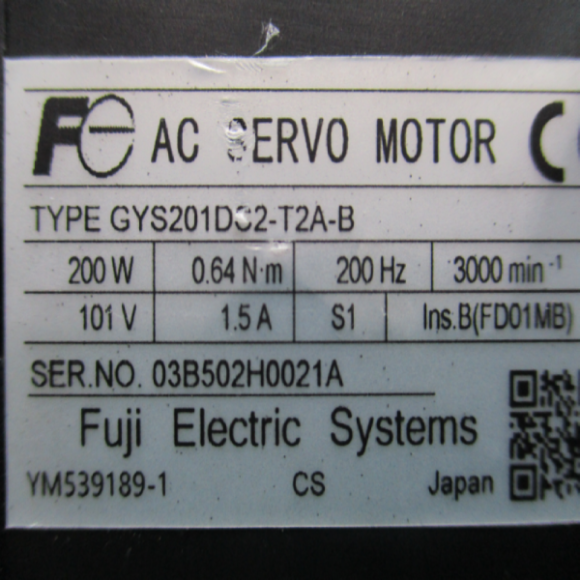 Fe AC SERVO MOTOR C
TYPE GYS201DC2-T2A-B
200 W 0.64 N·m 200 Hz 3000 min⁻¹
101 V 1.5 A S1 Ins.B(FD01MB)
SER.NO. 03B502H0021A
Fuji Electric Systems
YM539189-1 CS Japan